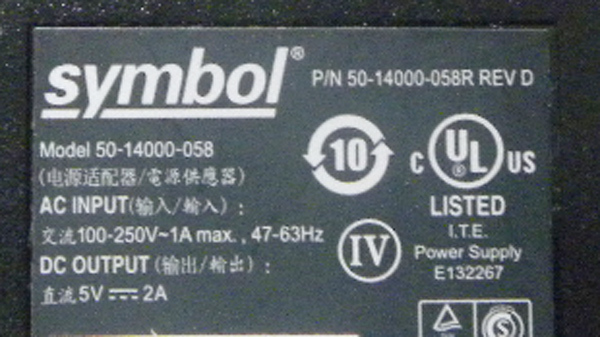 symbol®
P/N 50-14000-058R REV D
Model 50-14000-058
(电源适配器/電源供應器)
AC INPUT(输入/輸入) :
交流100-250V~1A max. , 47-63Hz
DC OUTPUT (输出/輸出) :
直流5V⎓2A
10
C UL® US
LISTED
I.T.E.
Power Supply
E132267
IV
S